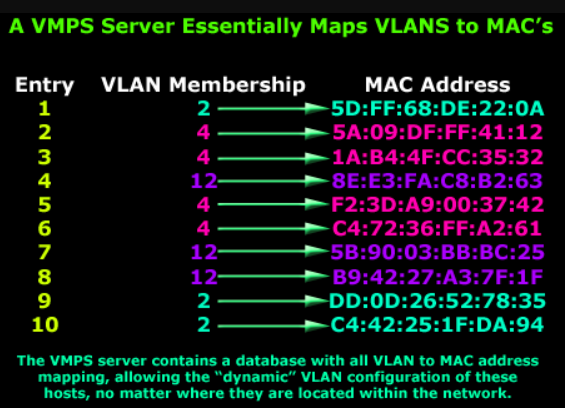 A VMPS Server Essentially Maps VLANS to MAC's
Entry VLAN Membership MAC Address
1 2 5D:FF:68:DE:22:0A
2 4 5A:09:DF:FF:41:12
3 4 1A:B4:4F:CC:35:32
4 12 8E:E3:FA:C8:B2:63
5 4 F2:3D:A9:00:37:42
6 4 C4:72:36:FF:A2:61
7 12 5B:90:03:BB:BC:25
8 12 B9:42:27:A3:7F:1F
9 2 DD:0D:26:52:78:35
10 2 C4:42:25:1F:DA:94
The VMPS server contains a database with all VLAN to MAC address
mapping, allowing the "dynamic" VLAN configuration of these
hosts, no matter where they are located within the network.